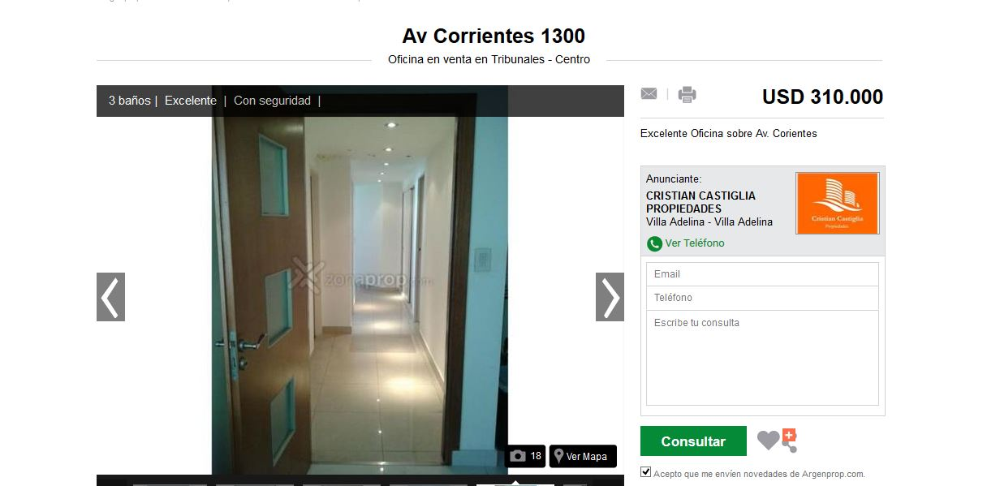 Av Corrientes 1300
Oficina en venta en Tribunales - Centro
3 baños | Excelente | Con seguridad |
zonaprop.com
18
Ver Mapa
USD 310.000
Excelente Oficina sobre Av. Corientes
Anunciante:
CRISTIAN CASTIGLIA
PROPIEDADES
Villa Adelina - Villa Adelina
Ver Teléfono
Cristian Castiglia
Propiedades
Email
Teléfono
Escribe tu consulta
Consultar
Acepto que me envíen novedades de Argenprop.com.